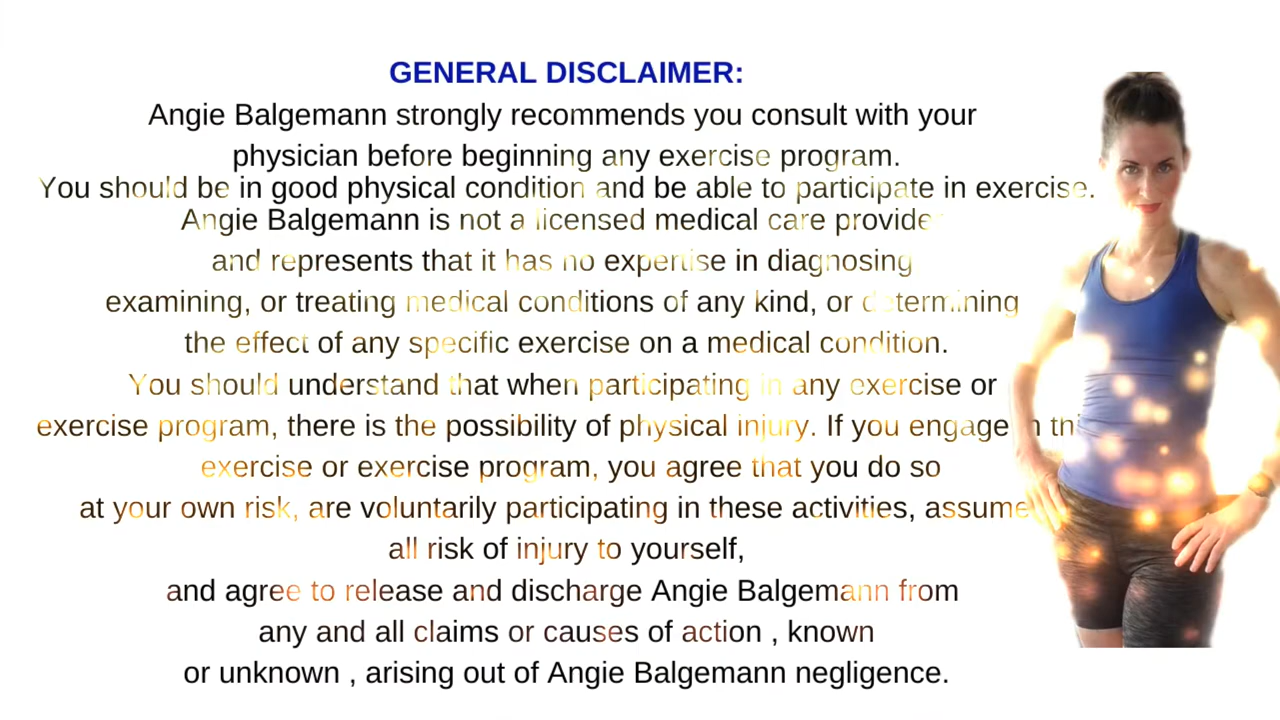 GENERAL DISCLAIMER:
Angie Balgemann strongly recommends you consult with your
physician before beginning any exercise program.
You should be in good physical condition and be able to participate in exercise.
Angie Balgemann is not a licensed medical care provider
and represents that it has no expertise in diagnosing
examining, or treating medical conditions of any kind, or determining
the effect of any specific exercise on a medical condition.
You should understand that when participating in any exercise or
exercise program, there is the possibility of physical injury. If you engage in this
exercise or exercise program, you agree that you do so
at your own risk, are voluntarily participating in these activities, assume
all risk of injury to yourself,
and agree to release and discharge Angie Balgemann from
any and all claims or causes of action , known
or unknown , arising out of Angie Balgemann negligence.